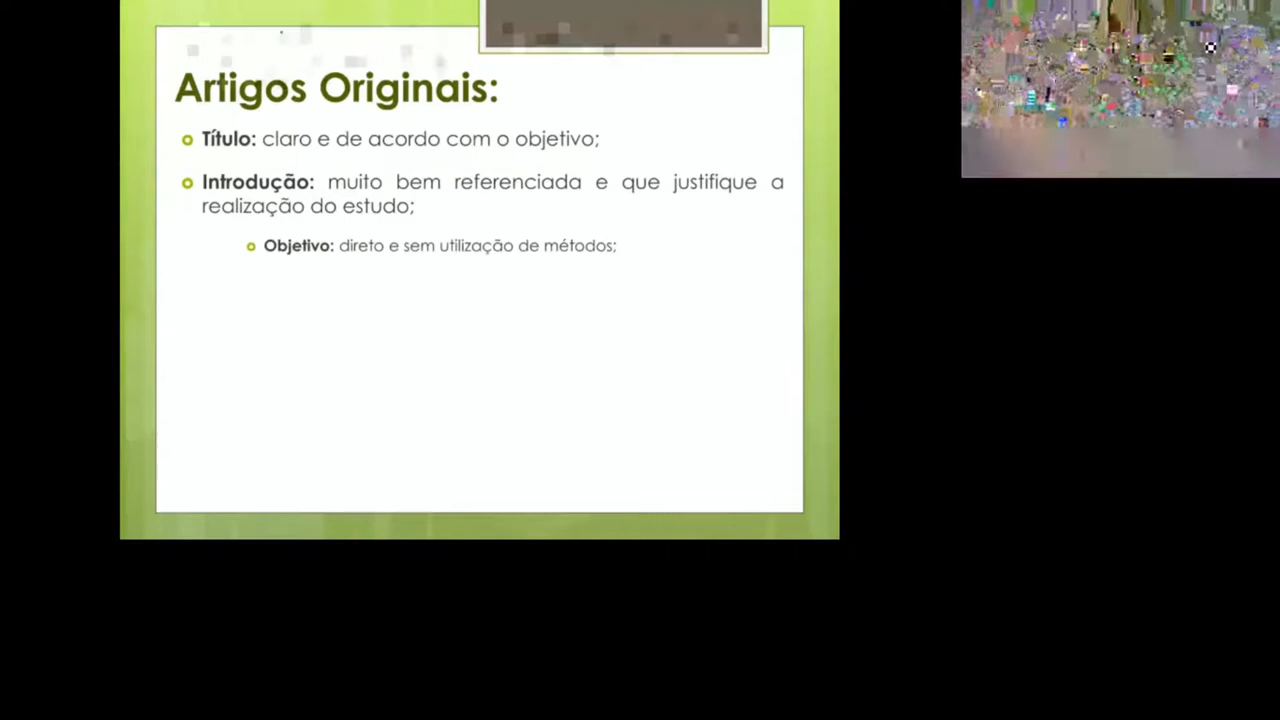 Artigos Originais:
Título: claro e de acordo com o objetivo;
Introdução: muito bem referenciada e que justifique a
realização do estudo;
Objetivo: direto e sem utilização de métodos;